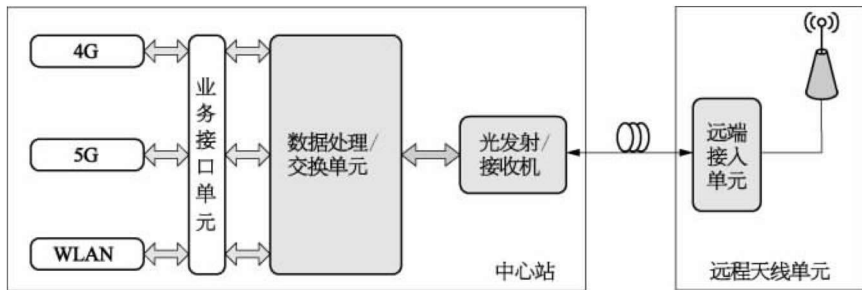 4G
5G
WLAN
业务接口单元
数据处理/
交换单元
光发射/
接收机
中心站
远端
接入
单元
远程天线单元